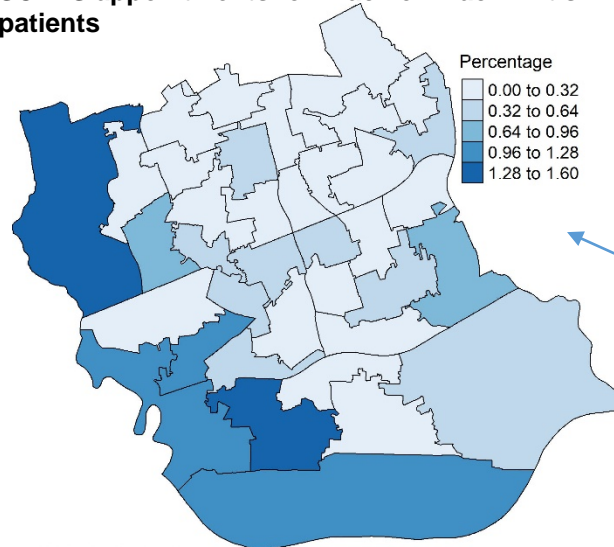 patients
Percentage
0.00 to 0.32
0.32 to 0.64
0.64 to 0.96
0.96 to 1.28
1.28 to 1.60